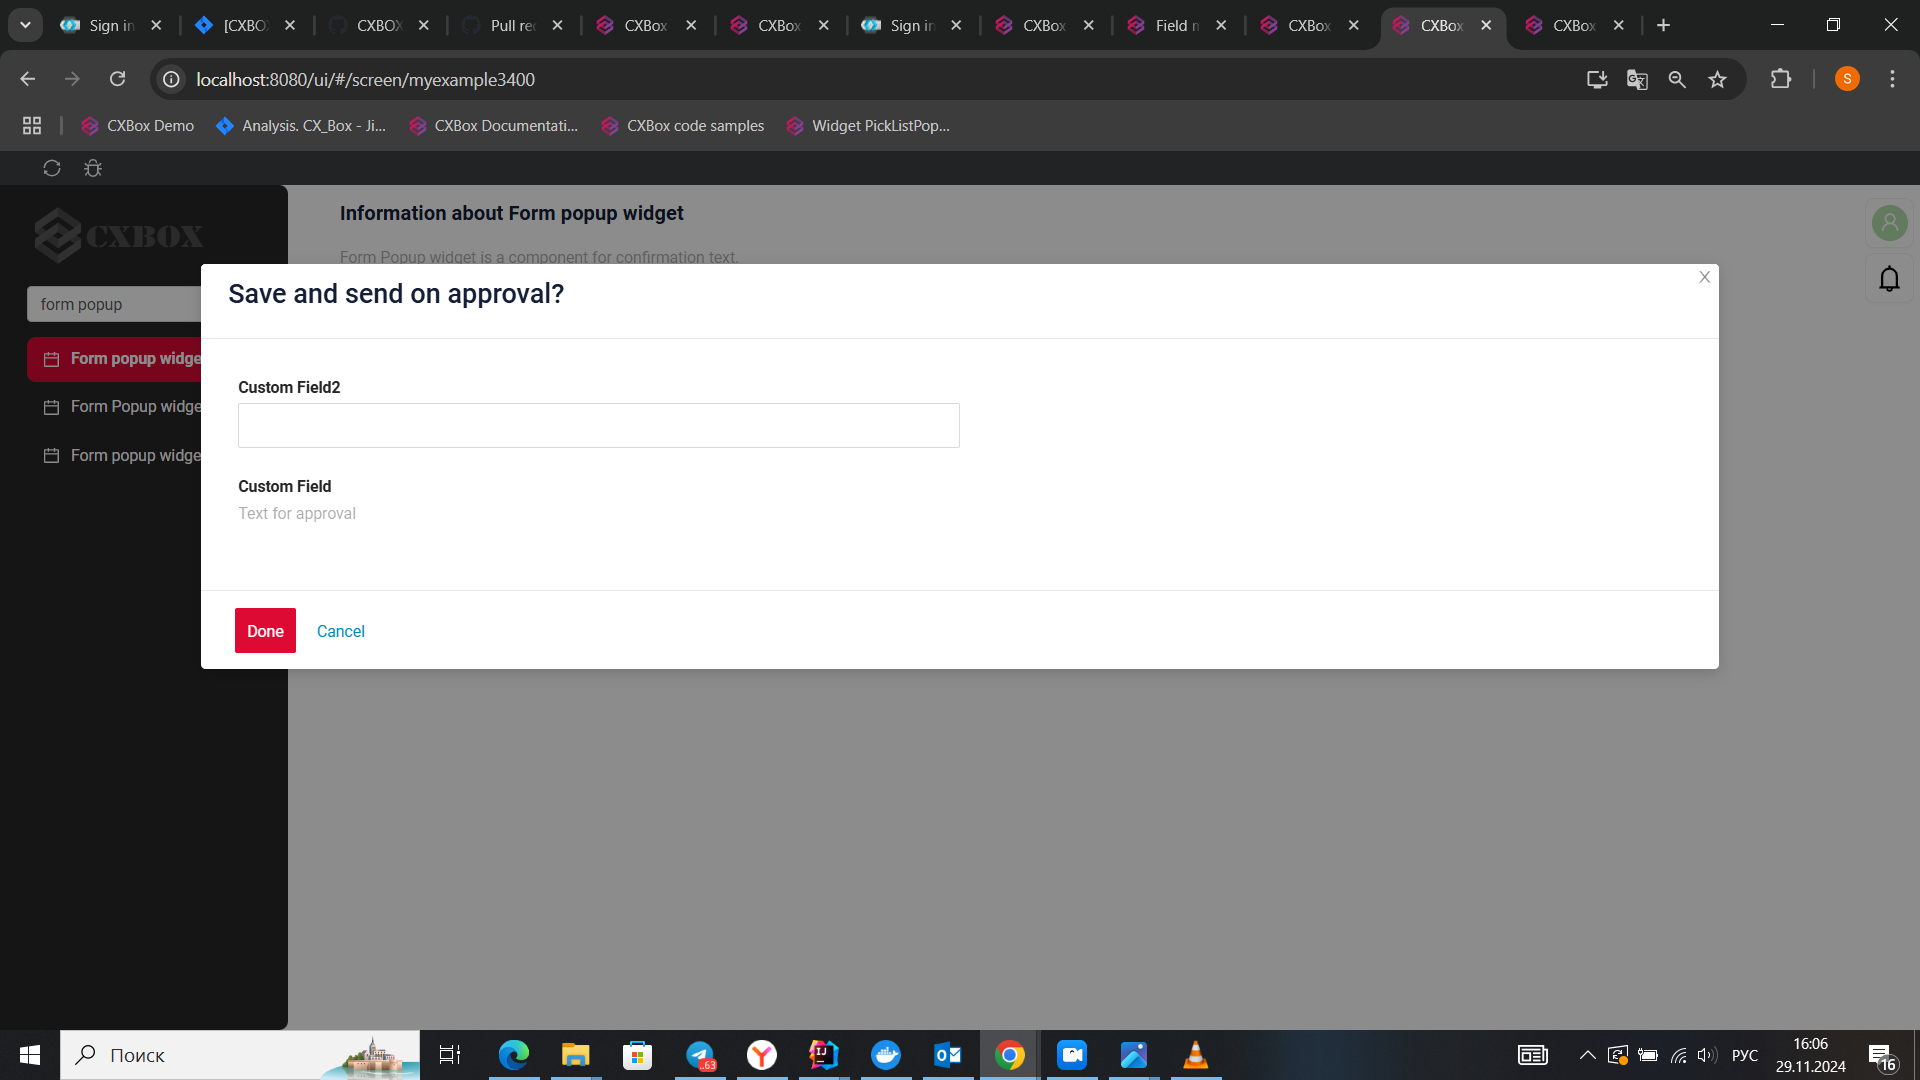 Sign in
[CXBO
CXBOX
Pull re
CXBox
CXBox
Sign in
CXBox
Field m
CXBox
CXBox
CXBox
localhost:8080/ui/#/screen/myexample3400
S
CXBox Demo
Analysis. CX_Box - Ji...
CXBox Documentati...
CXBox code samples
Widget PickListPop...
CXBOX
Information about Form popup widget
Form Popup widget is a component for confirmation text.
form popup
Form popup widge
Form Popup widge
Form popup widge
Save and send on approval?
Custom Field2
Custom Field
Text for approval
Done
Cancel
Поиск
..63
РУС
16:06
29.11.2024
16